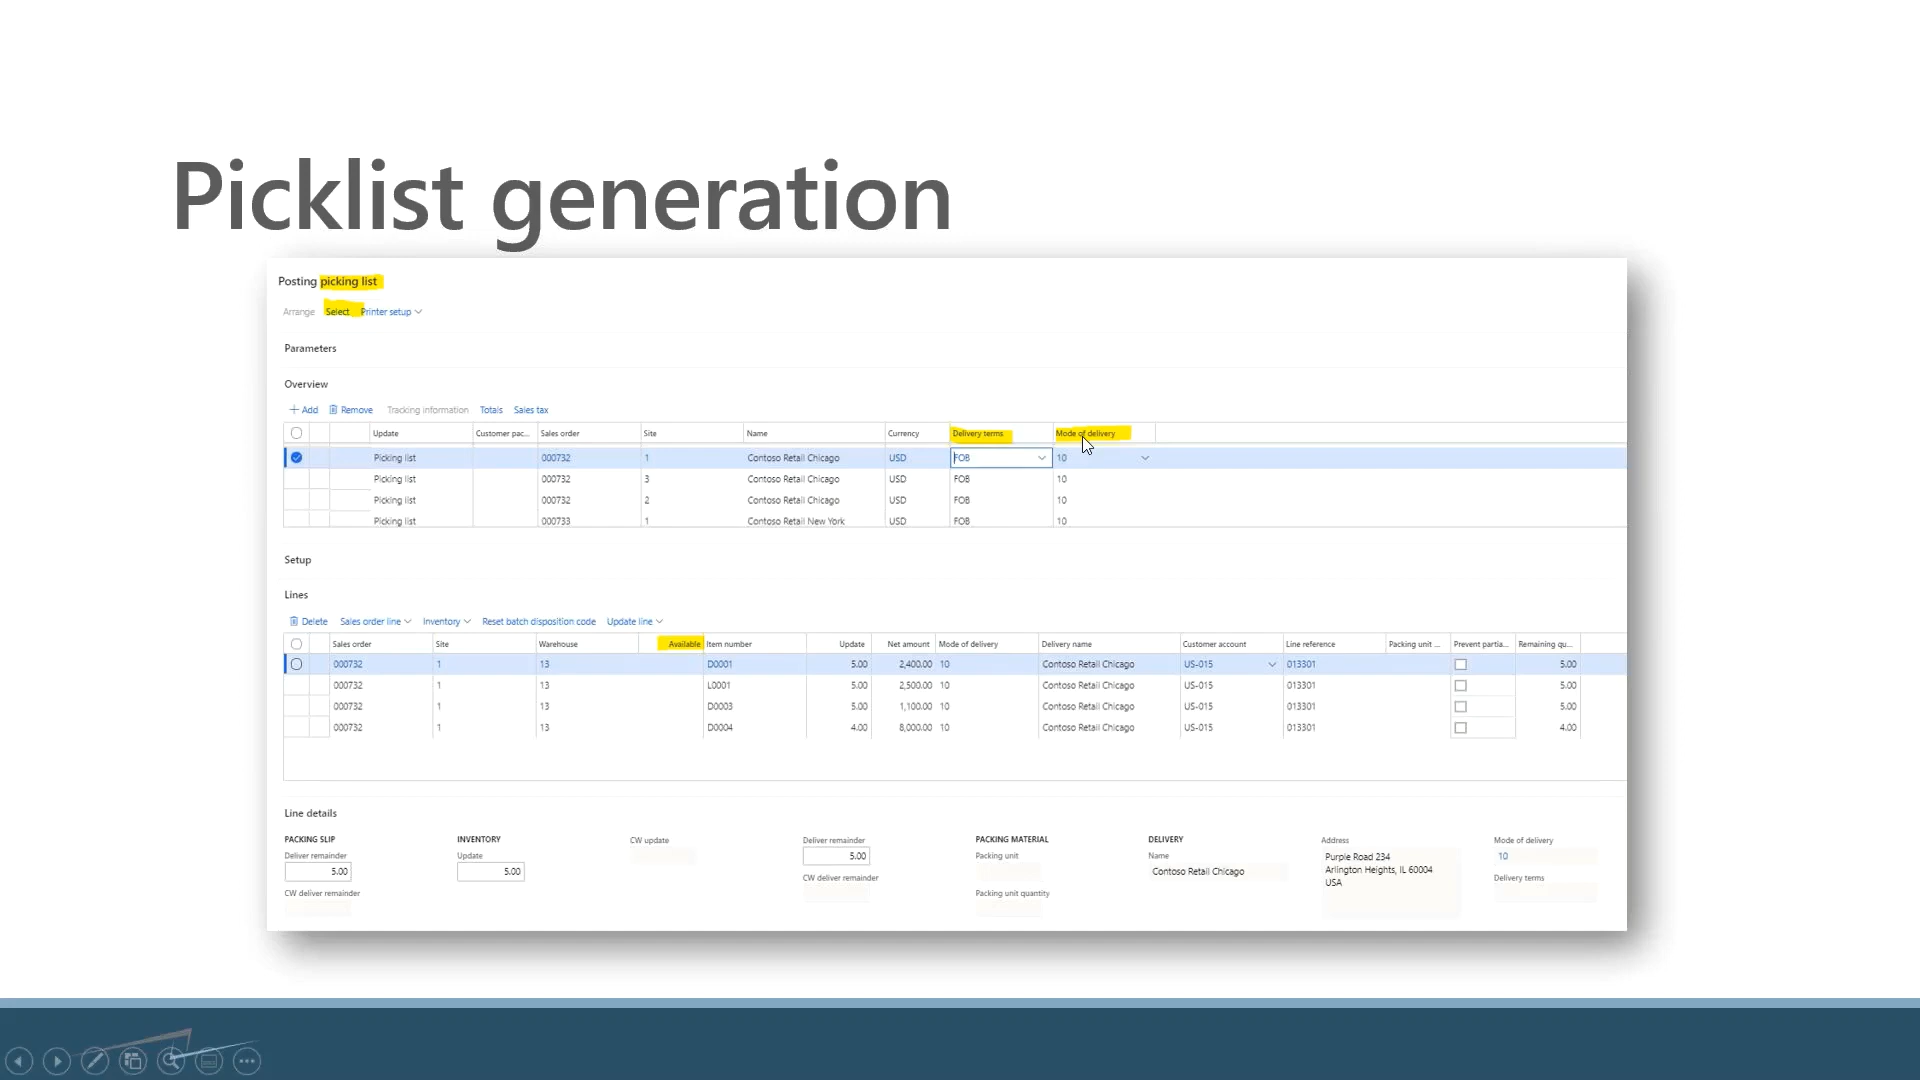 Picklist generation
Posting picking list
Arrange Select Printer setup
Parameters
Overview
Add Remove Tracking information Totals Sales tax
Update Customer pac... Sales order Site Name Currency Delivery terms Mode of delivery
Picking list 000732 1 Contoso Retail Chicago USD FOB 10
Picking list 000732 3 Contoso Retail Chicago USD FOB 10
Picking list 000732 2 Contoso Retail Chicago USD FOB 10
Picking list 000733 1 Contoso Retail New York USD FOB 10
Setup
Lines
Delete Sales order line Inventory Reset batch disposition code Update line
Sales order Site Warehouse Available Item number Update Net amount Mode of delivery Delivery name Customer account Line reference Packing unit ... Prevent partia... Remaining qu...
000732 1 13 D0001 5.00 2,400.00 10 Contoso Retail Chicago US-015 013301 5.00
000732 1 13 L0001 5.00 2,500.00 10 Contoso Retail Chicago US-015 013301 5.00
000732 1 13 D0003 5.00 1,100.00 10 Contoso Retail Chicago US-015 013301 5.00
000732 1 13 D0004 4.00 8,000.00 10 Contoso Retail Chicago US-015 013301 4.00
Line details
PACKING SLIP INVENTORY CW update Deliver remainder PACKING MATERIAL DELIVERY Address Mode of delivery
Deliver remainder Update 5.00 Packing unit Name Purple Road 234 10
5.00 5.00 CW deliver remainder Contoso Retail Chicago Arlington Heights, IL 60004 Delivery terms
USA
CW deliver remainder Packing unit quantity